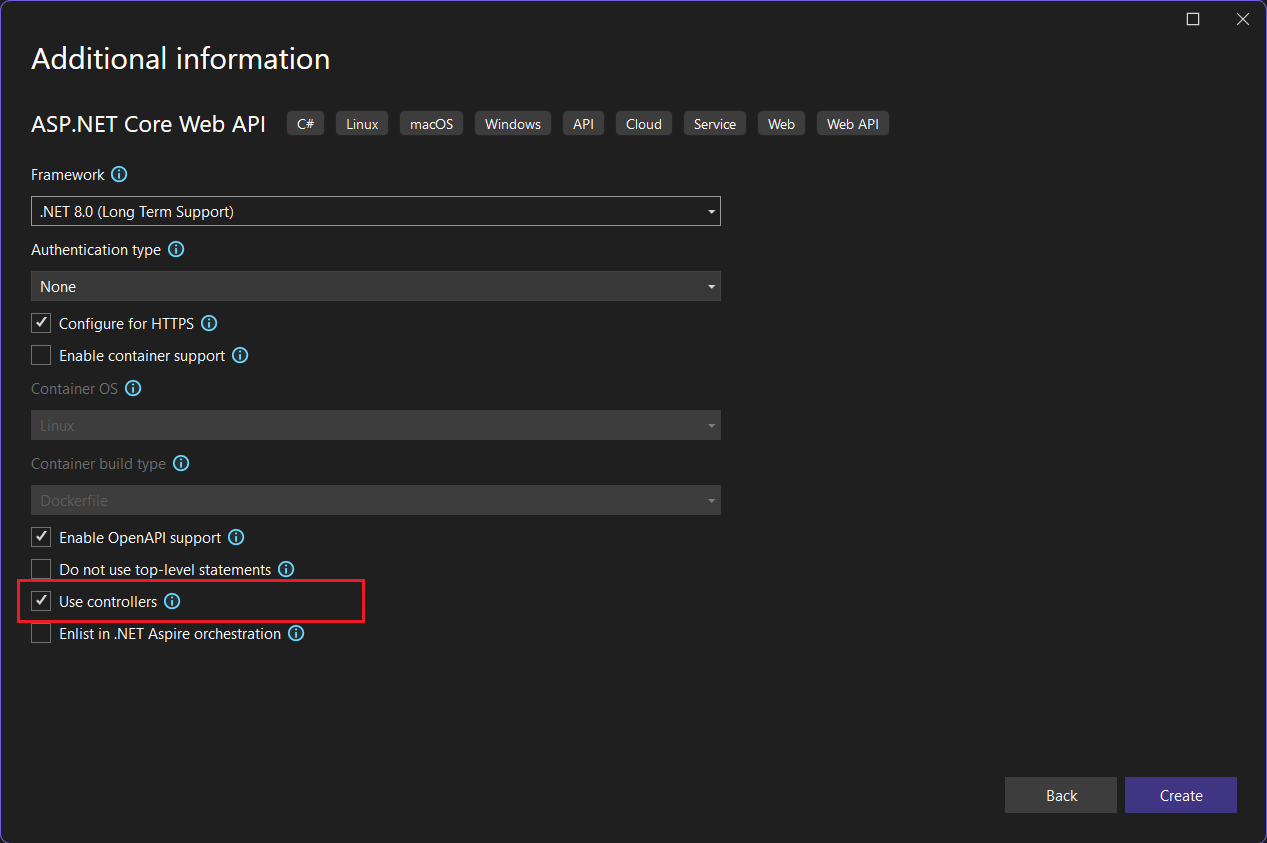 Additional information
ASP.NET Core Web API C# Linux macOS Windows API Cloud Service Web Web API
Framework
.NET 8.0 (Long Term Support)
Authentication type
None
Configure for HTTPS
Enable container support
Container OS
Linux
Container build type
Dockerfile
Enable OpenAPI support
Do not use top-level statements
Use controllers
Enlist in .NET Aspire orchestration
Back Create